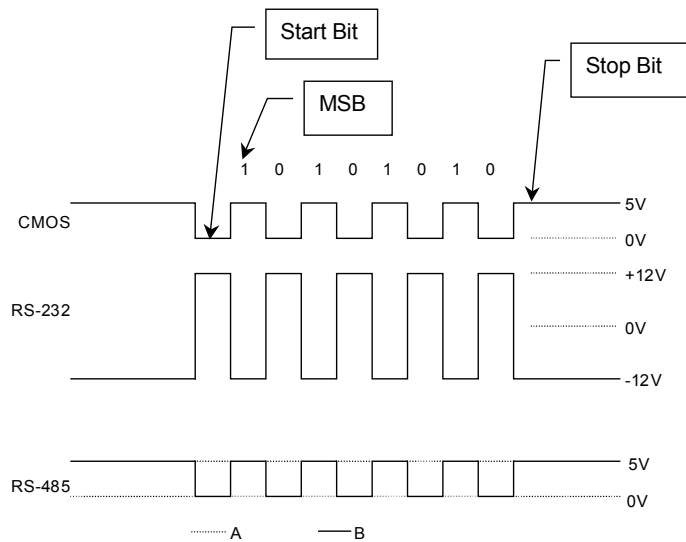 Start Bit
Stop Bit
MSB
1 0 1 0 1 0 1 0
CMOS
5V
0V
+12V
RS-232
0V
-12V
5V
RS-485
0V
A B